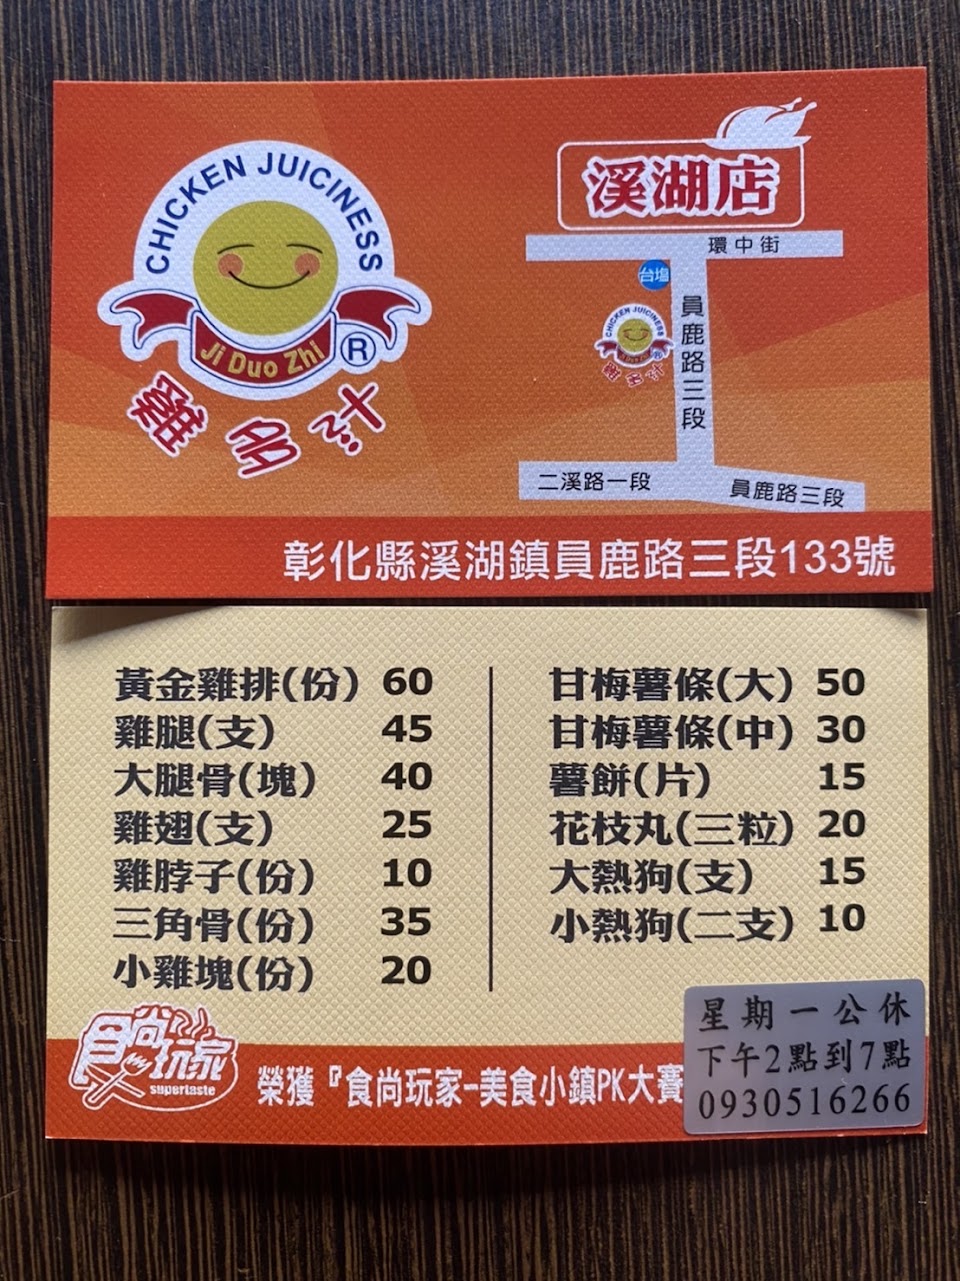 CHICKEN JUICINESS
Ji Duo Zhi ®
雞多汁
溪湖店
環中街
台塩
CHICKEN JUICINESS
Ji Duo Zhi ®
雞多汁
員鹿路三段
二溪路一段
員鹿路三段
彰化縣溪湖鎮員鹿路三段133號
黃金雞排(份) 60
雞腿(支) 45
大腿骨(塊) 40
雞翅(支) 25
雞脖子(份) 10
三角骨(份) 35
小雞塊(份) 20
甘梅薯條(大) 50
甘梅薯條(中) 30
薯餅(片) 15
花枝丸(三粒) 20
大熱狗(支) 15
小熱狗(二支) 10
食尚玩家
supertaste
榮獲『食尚玩家-美食小鎮PK大賽
星期一公休
下午2點到7點
0930516266